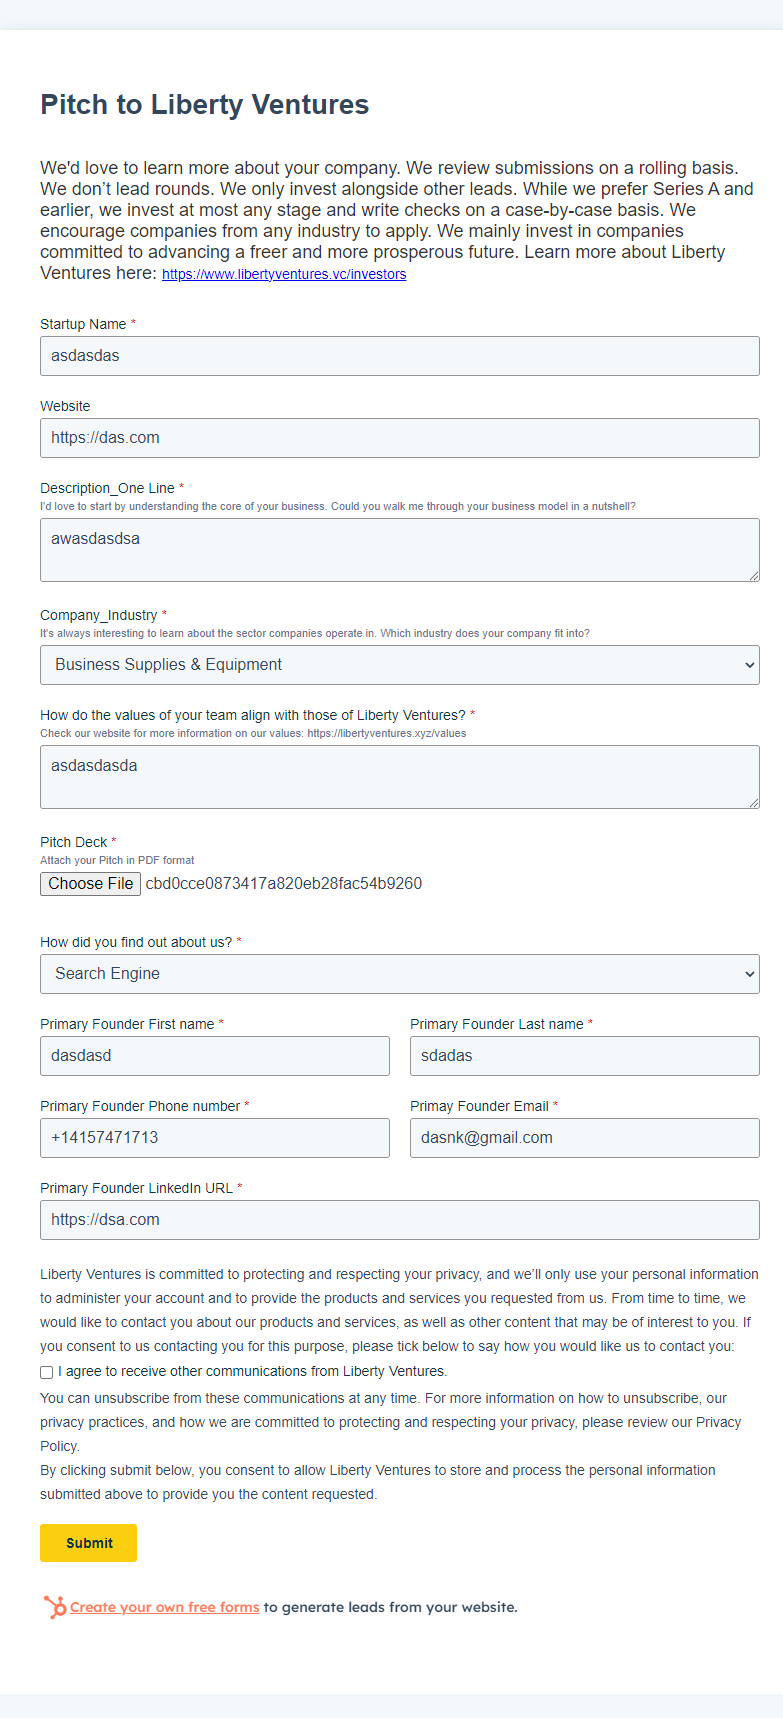 Pitch to Liberty Ventures
We'd love to learn more about your company. We review submissions on a rolling basis.
We don’t lead rounds. We only invest alongside other leads. While we prefer Series A and
earlier, we invest at most any stage and write checks on a case-by-case basis. We
encourage companies from any industry to apply. We mainly invest in companies
committed to advancing a freer and more prosperous future. Learn more about Liberty
Ventures here: https://www.libertyventures.vc/investors
Startup Name *
asdasdas
Website
https://das.com
Description_One Line *
I'd love to start by understanding the core of your business. Could you walk me through your business model in a nutshell?
awasdasdsa
Company_Industry *
It's always interesting to learn about the sector companies operate in. Which industry does your company fit into?
Business Supplies & Equipment
How do the values of your team align with those of Liberty Ventures? *
Check our website for more information on our values: https://libertyventures.xyz/values
asdasdasda
Pitch Deck *
Attach your Pitch in PDF format
Choose File cbd0cce0873417a820eb28fac54b9260
How did you find out about us? *
Search Engine
Primary Founder First name * Primary Founder Last name *
dasdasd sdadas
Primary Founder Phone number * Primay Founder Email *
+14157471713 dasnk@gmail.com
Primary Founder LinkedIn URL *
https://dsa.com
Liberty Ventures is committed to protecting and respecting your privacy, and we’ll only use your personal information
to administer your account and to provide the products and services you requested from us. From time to time, we
would like to contact you about our products and services, as well as other content that may be of interest to you. If
you consent to us contacting you for this purpose, please tick below to say how you would like us to contact you:
I agree to receive other communications from Liberty Ventures.
You can unsubscribe from these communications at any time. For more information on how to unsubscribe, our
privacy practices, and how we are committed to protecting and respecting your privacy, please review our Privacy
Policy.
By clicking submit below, you consent to allow Liberty Ventures to store and process the personal information
submitted above to provide you the content requested.
Submit
Create your own free forms to generate leads from your website.